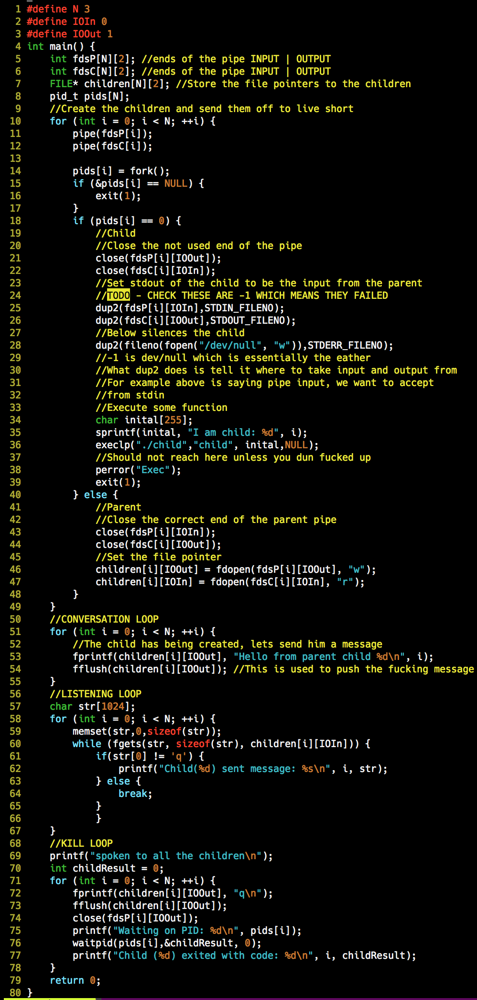 1 #define N 3
2 #define IOIn 0
3 #define IOOut 1
4 int main() {
5     int fdsP[N][2]; //ends of the pipe INPUT | OUTPUT
6     int fdsC[N][2]; //ends of the pipe INPUT | OUTPUT
7     FILE* children[N][2]; //Store the file pointers to the children
8     pid_t pids[N];
9     //Create the children and send them off to live short
10     for (int i = 0; i < N; ++i) {
11         pipe(fdsP[i]);
12         pipe(fdsC[i]);
13
14         pids[i] = fork();
15         if (&pids[i] == NULL) {
16             exit(1);
17         }
18         if (pids[i] == 0) {
19             //Child
20             //Close the not used end of the pipe
21             close(fdsP[i][IOOut]);
22             close(fdsC[i][IOIn]);
23             //Set stdout of the child to be the input from the parent
24             //TODO - CHECK THESE ARE -1 WHICH MEANS THEY FAILED
25             dup2(fdsP[i][IOIn],STDIN_FILENO);
26             dup2(fdsC[i][IOOut],STDOUT_FILENO);
27             //Below silences the child
28             dup2(fileno(fopen("/dev/null", "w")),STDERR_FILENO);
29             //-1 is dev/null which is essentially the eather
30             //What dup2 does is tell it where to take input and output from
31             //For example above is saying pipe input, we want to accept
32             //from stdin
33             //Execute some function
34             char inital[255];
35             sprintf(inital, "I am child: %d", i);
36             execlp("./child","child", inital,NULL);
37             //Should not reach here unless you dun fucked up
38             perror("Exec");
39             exit(1);
40         } else {
41             //Parent
42             //Close the correct end of the parent pipe
43             close(fdsP[i][IOIn]);
44             close(fdsC[i][IOOut]);
45             //Set the file pointer
46             children[i][IOOut] = fdopen(fdsP[i][IOOut], "w");
47             children[i][IOIn] = fdopen(fdsC[i][IOIn], "r");
48         }
49     }
50     //CONVERSATION LOOP
51     for (int i = 0; i < N; ++i) {
52         //The child has being created, lets send him a message
53         fprintf(children[i][IOOut], "Hello from parent child %d\n", i);
54         fflush(children[i][IOOut]); //This is used to push the fucking message
55     }
56     //LISTENING LOOP
57     char str[1024];
58     for (int i = 0; i < N; ++i) {
59         memset(str,0,sizeof(str));
60         while (fgets(str, sizeof(str), children[i][IOIn])) {
61             if(str[0] != 'q') {
62                 printf("Child(%d) sent message: %s\n", i, str);
63             } else {
64                 break;
65             }
66             }
67     }
68     //KILL LOOP
69     printf("spoken to all the children\n");
70     int childResult = 0;
71     for (int i = 0; i < N; ++i) {
72         fprintf(children[i][IOOut], "q\n");
73         fflush(children[i][IOOut]);
74         close(fdsP[i][IOOut]);
75         printf("Waiting on PID: %d\n", pids[i]);
76         waitpid(pids[i],&childResult, 0);
77         printf("Child (%d) exited with code: %d\n", i, childResult);
78     }
79     return 0;
80 }